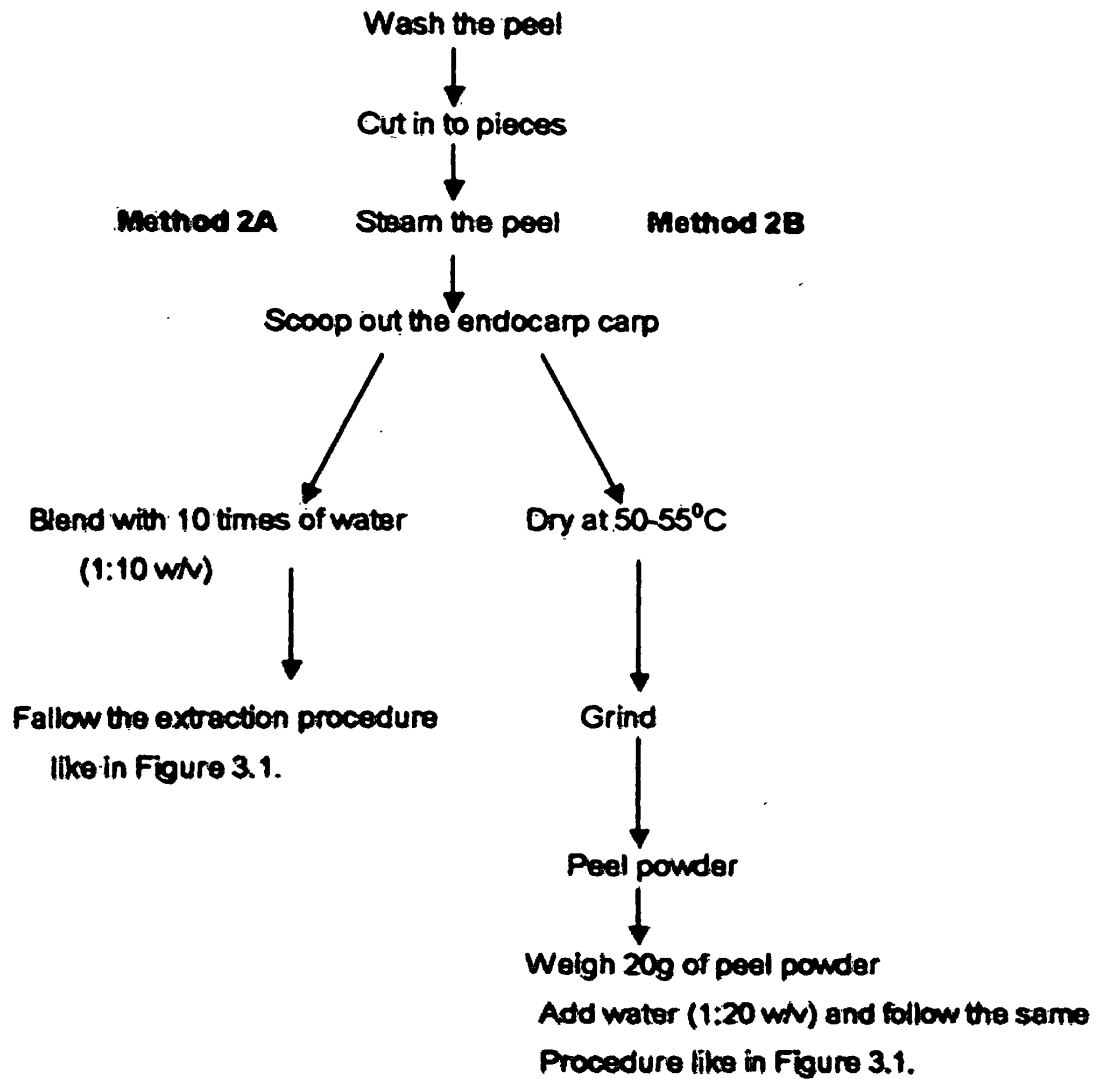 Wash the peel
Cut in to pieces
Method 2A Steam the peel Method 2B
Scoop out the endocarp carp
Blend with 10 times of water
(1:10 w/v)
Dry at 50-55⁰C
Fallow the extraction procedure
like in Figure 3.1.
Grind
Peel powder
Weigh 20g of peel powder
Add water (1:20 w/v) and follow the same
Procedure like in Figure 3.1.